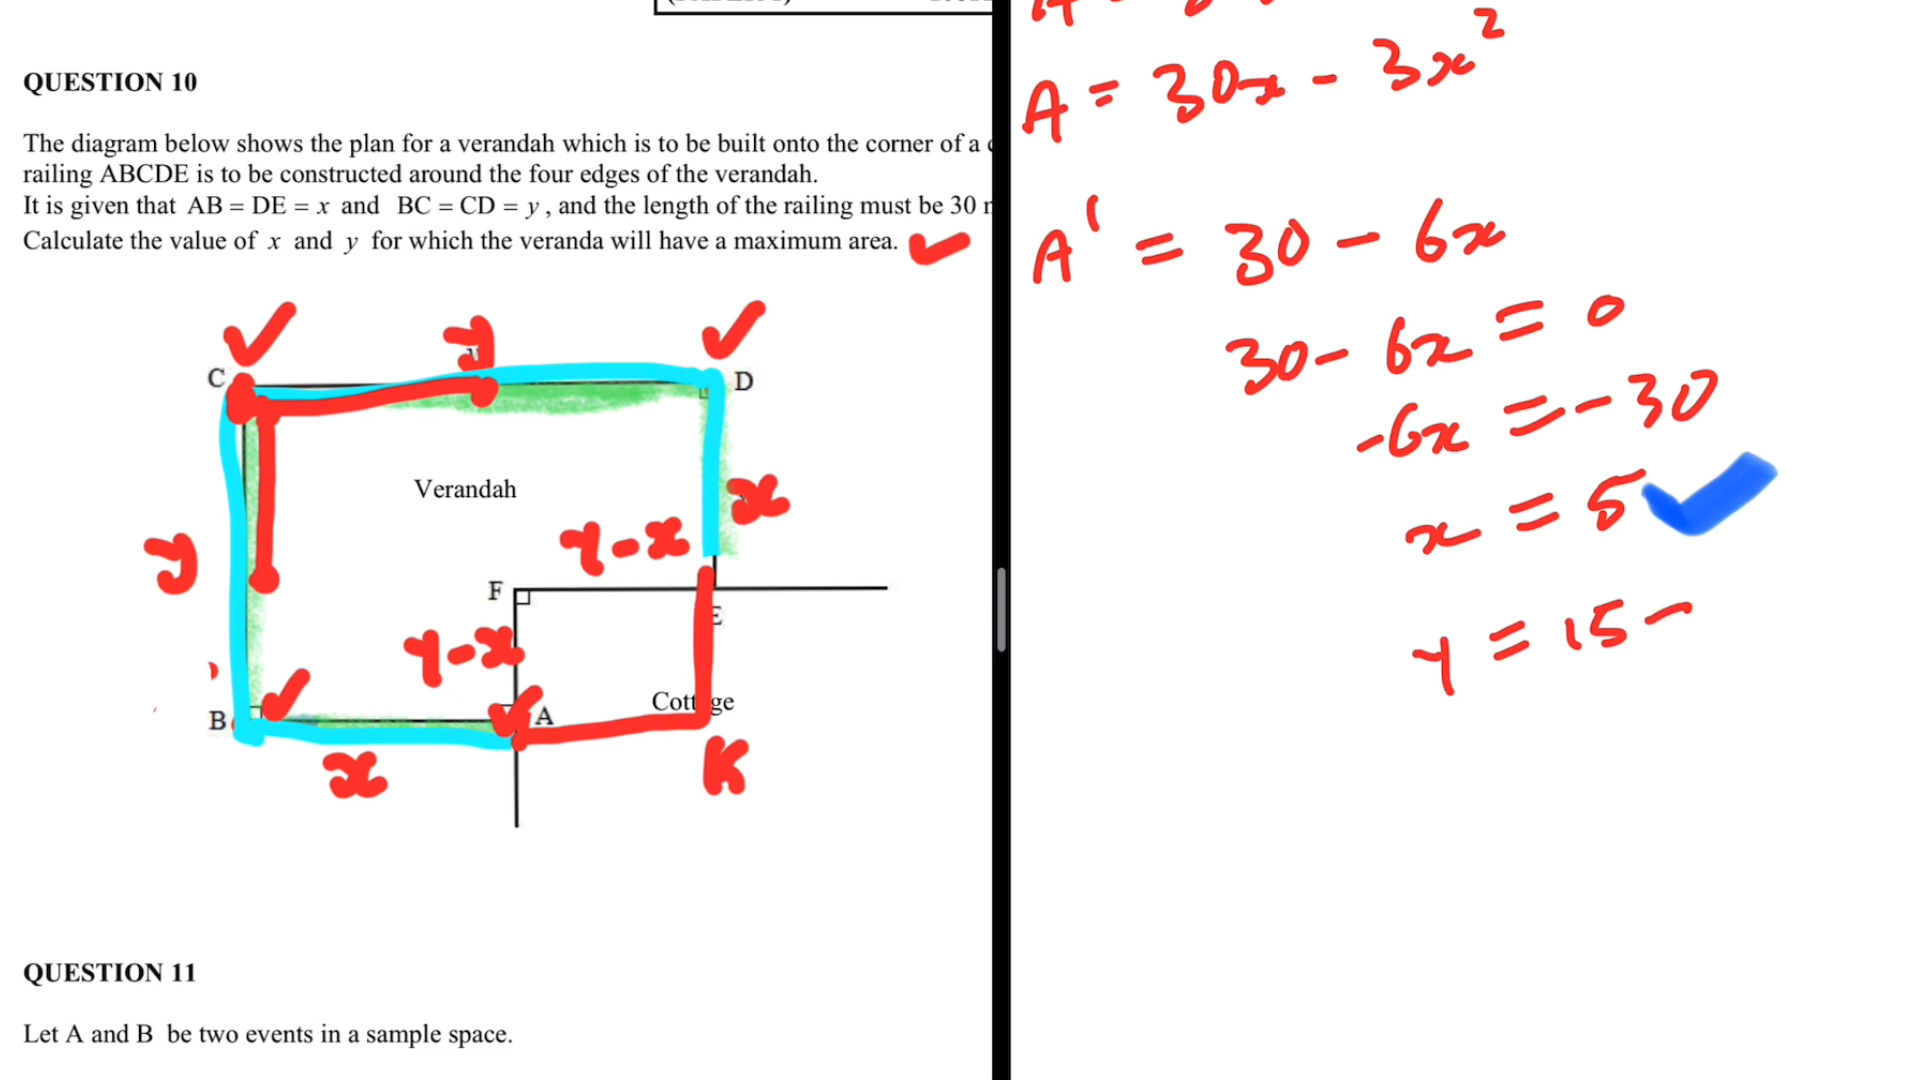 QUESTION 10
The diagram below shows the plan for a verandah which is to be built onto the corner of a
railing ABCDE is to be constructed around the four edges of the verandah.
It is given that AB = DE = x and BC = CD = y , and the length of the railing must be 30
Calculate the value of x and y for which the veranda will have a maximum area.
y
C
D
Verandah
x
y-x
y
F
E
y-x
B
A
Cottage
x
K
QUESTION 11
Let A and B be two events in a sample space.
A = 30x - 3x²
A' = 30 - 6x
30 - 6x = 0
-6x = -30
x = 5
y = 15 -